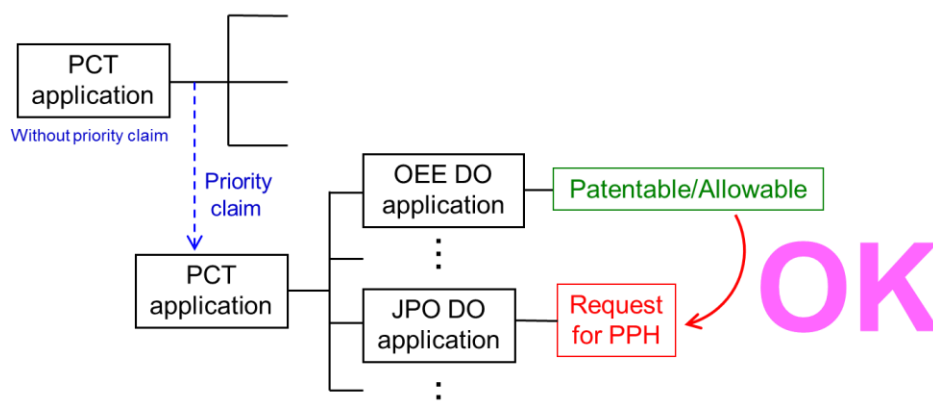 PCT
application
Without priority claim
Priority
claim
OEE DO
application
Patentable/Allowable
PCT
application
JPO DO
application
Request
for PPH
OK